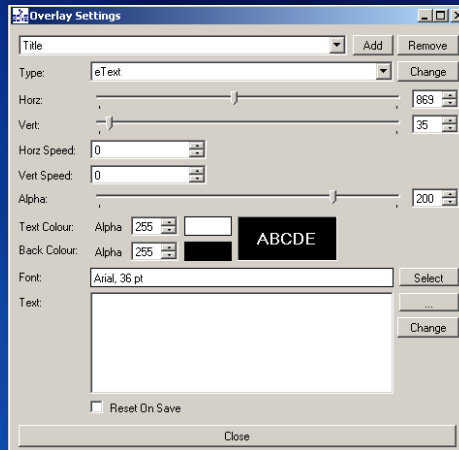 Overlay Settings
Title
Add
Remove
Type:
eText
Change
Horz:
869
Vert:
35
Horz Speed:
0
Vert Speed:
0
Alpha:
200
Text Colour:
Alpha
255
ABCDE
Back Colour:
Alpha
255
Font:
Arial, 36 pt
Select
Text:
...
Change
Reset On Save
Close